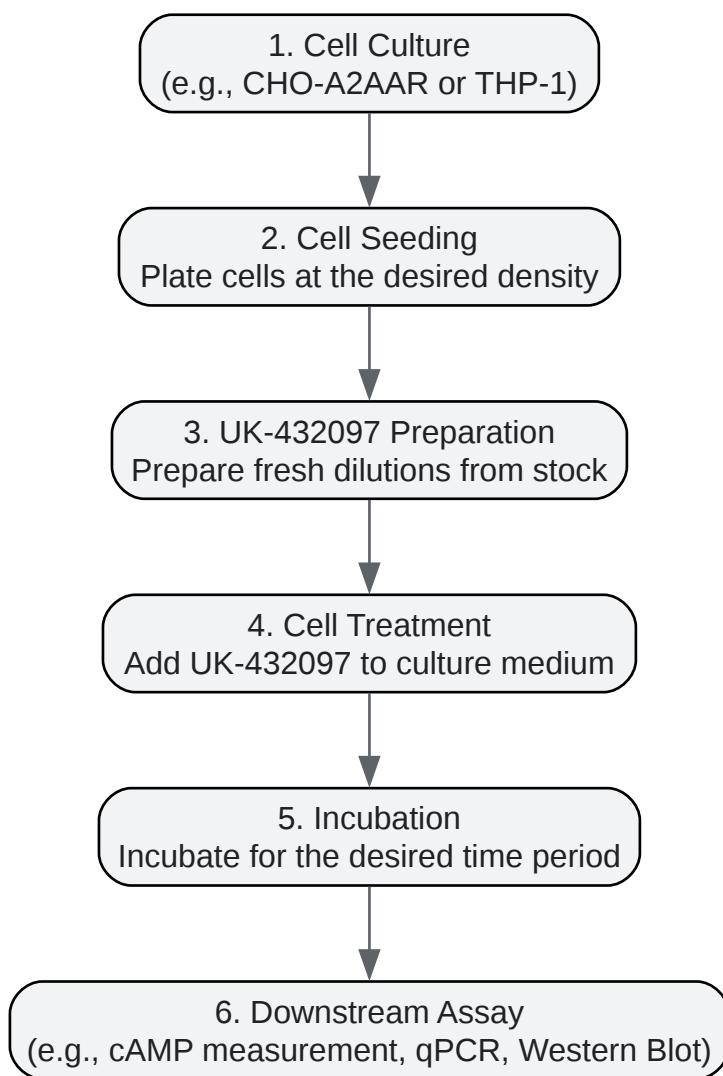 1. Cell Culture
(e.g., CHO-A2AAR or THP-1)
2. Cell Seeding
Plate cells at the desired density
3. UK-432097 Preparation
Prepare fresh dilutions from stock
4. Cell Treatment
Add UK-432097 to culture medium
5. Incubation
Incubate for the desired time period
6. Downstream Assay
(e.g., cAMP measurement, qPCR, Western Blot)